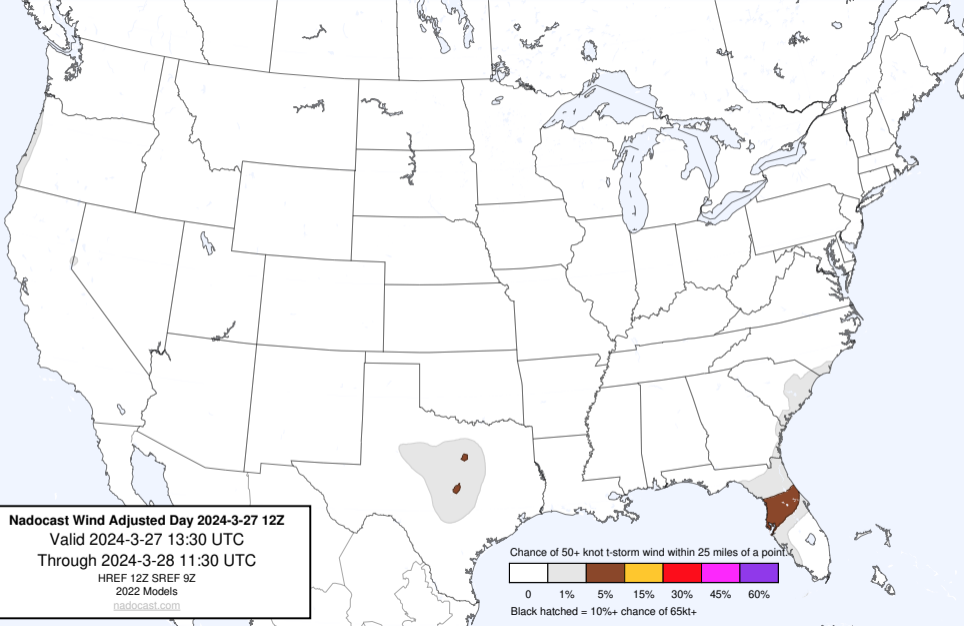 Nadocast Wind Adjusted Day 2024-3-27 12Z
Valid 2024-3-27 13:30 UTC
Through 2024-3-28 11:30 UTC
HREF 12Z SREF 9Z
2022 Models
nadocast.com
Chance of 50+ knot t-storm wind within 25 miles of a point.
0 1% 5% 15% 30% 45% 60%
Black hatched = 10%+ chance of 65kt+